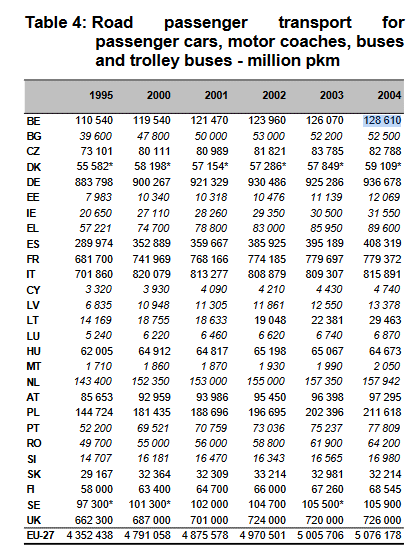 Table 4: Road passenger transport for
passenger cars, motor coaches, buses
and trolley buses - million pkm
1995 2000 2001 2002 2003 2004
BE 110 540 119 540 121 470 123 960 126 070 128 610
BG 39 600 47 800 50 000 53 000 52 200 52 500
CZ 73 101 80 111 80 989 81 821 83 785 82 788
DK 55 582* 58 198* 57 154* 57 286* 57 849* 59 109*
DE 883 798 900 267 921 329 930 486 925 286 936 678
EE 7 983 10 340 10 318 10 476 11 139 12 069
IE 20 650 27 110 28 260 29 350 30 500 31 550
EL 57 221 74 700 78 800 83 000 85 950 89 600
ES 289 974 352 889 359 667 385 925 395 189 408 319
FR 681 700 741 969 768 166 774 185 779 697 779 372
IT 701 860 820 079 813 277 808 879 809 307 815 891
CY 3 320 3 930 4 090 4 210 4 430 4 740
LV 6 835 10 948 11 305 11 861 12 550 13 378
LT 14 169 18 755 18 633 19 048 22 381 29 463
LU 5 240 6 220 6 460 6 620 6 740 6 870
HU 62 005 64 912 64 817 65 198 65 067 64 673
MT 1 710 1 860 1 870 1 930 1 990 2 050
NL 143 400 152 350 153 000 155 000 157 350 157 942
AT 85 653 92 959 93 986 95 450 96 398 97 295
PL 144 724 181 435 188 696 196 695 202 396 211 618
PT 52 200 69 521 70 759 73 036 75 237 77 809
RO 49 700 55 000 56 000 58 800 61 900 64 200
SI 14 707 16 181 16 470 16 343 16 565 16 980
SK 29 167 32 364 32 309 33 214 32 981 32 214
FI 58 000 63 400 64 700 66 000 67 260 68 545
SE 97 300* 101 300* 102 000 104 700 105 500* 105 900
UK 662 300 687 000 701 000 724 000 720 000 726 000
EU-27 4 352 438 4 791 058 4 875 578 4 970 501 5 005 706 5 076 178